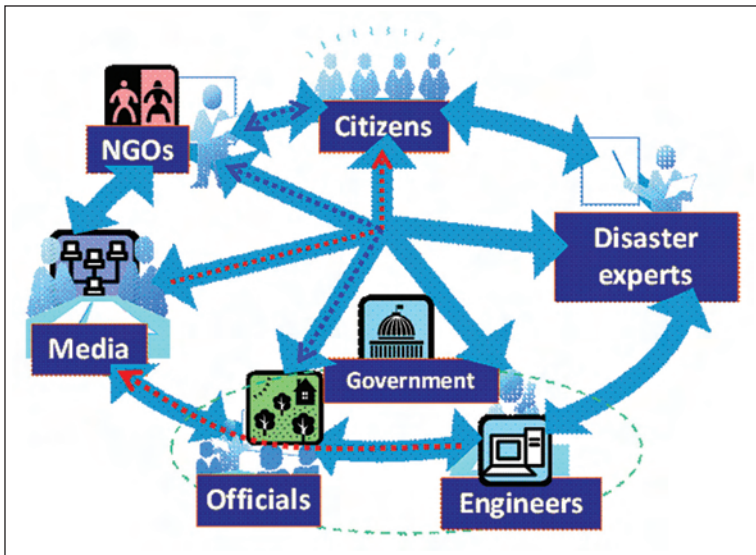 Citizens
NGOs
Disaster
experts
Media
Government
Officials
Engineers